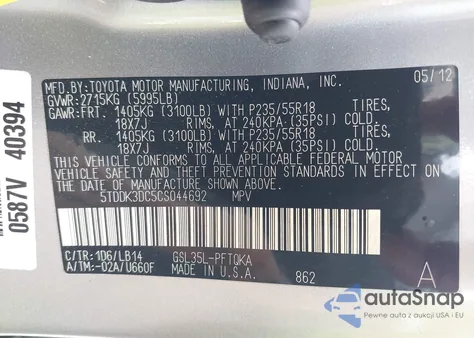 MFD.BY:TOYOTA MOTOR MANUFACTURING, INDIANA, INC. 05/12
GVWR:2715KG (5995LB)
GAWR:FRT. 1405KG (3100LB) WITH P235/55R18 TIRES,
18X7J RIMS, AT 240KPA (35PSI) COLD.
RR. 1405KG (3100LB) WITH P235/55R18 TIRES,
18X7J RIMS, AT 240KPA (35PSI) COLD.
THIS VEHICLE CONFORMS TO ALL APPLICABLE FEDERAL MOTOR
VEHICLE SAFETY AND THEFT PREVENTION STANDARDS IN EFFECT
ON THE DATE OF MANUFACTURE SHOWN ABOVE.
5TDDK3DC5CS044692 MPV
C/TR:1D6/LB14 GSL35L-PFTQKA
A/TM:-02A/U660F MADE IN U.S.A. 862 A
0587V 40394
autoSnap
Pewne auto z aukcji USA i EU